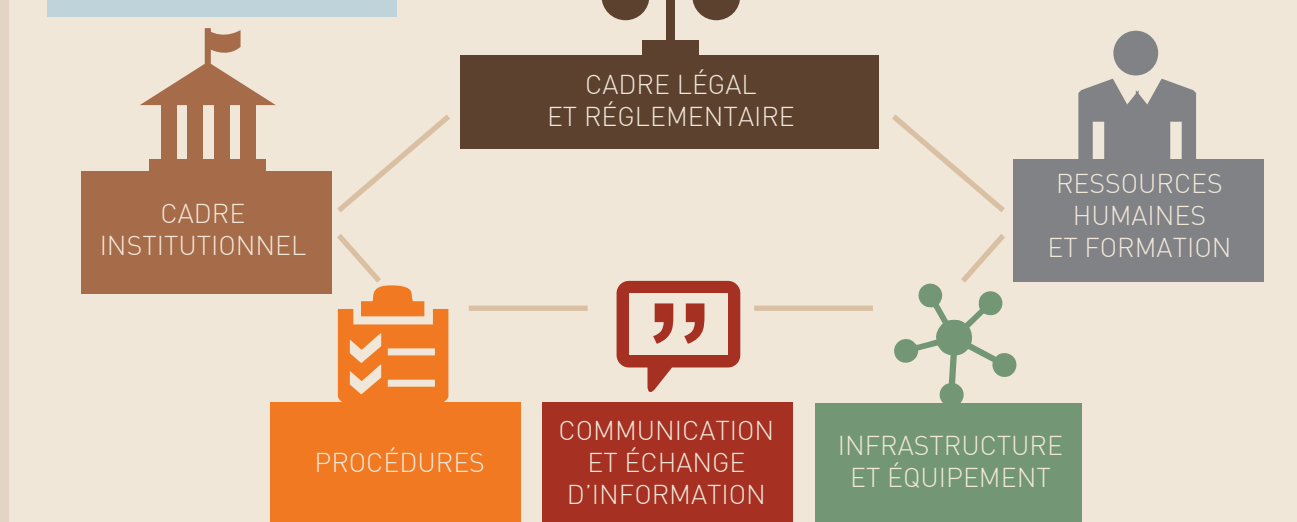 CADRE LÉGAL
ET RÉGLEMENTAIRE
CADRE
INSTITUTIONNEL
RESSOURCES
HUMAINES
ET FORMATION
PROCÉDURES
COMMUNICATION
ET ÉCHANGE
D'INFORMATION
INFRASTRUCTURE
ET ÉQUIPEMENT